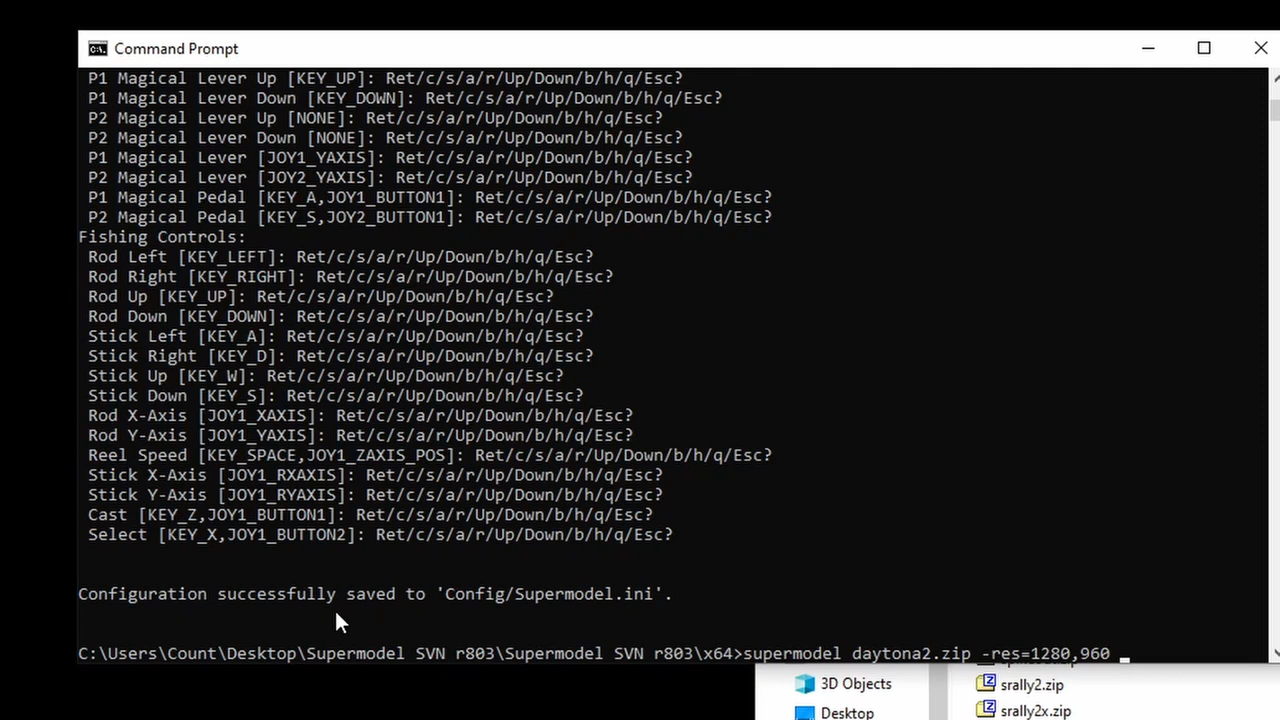 Command Prompt
P1 Magical Lever Up [KEY_UP]: Ret/c/s/a/r/Up/Down/b/h/q/Esc?
P1 Magical Lever Down [KEY_DOWN]: Ret/c/s/a/r/Up/Down/b/h/q/Esc?
P2 Magical Lever Up [NONE]: Ret/c/s/a/r/Up/Down/b/h/q/Esc?
P2 Magical Lever Down [NONE]: Ret/c/s/a/r/Up/Down/b/h/q/Esc?
P1 Magical Lever [JOY1_YAXIS]: Ret/c/s/a/r/Up/Down/b/h/q/Esc?
P2 Magical Lever [JOY2_YAXIS]: Ret/c/s/a/r/Up/Down/b/h/q/Esc?
P1 Magical Pedal [KEY_A,JOY1_BUTTON1]: Ret/c/s/a/r/Up/Down/b/h/q/Esc?
P2 Magical Pedal [KEY_S,JOY2_BUTTON1]: Ret/c/s/a/r/Up/Down/b/h/q/Esc?
Fishing Controls:
Rod Left [KEY_LEFT]: Ret/c/s/a/r/Up/Down/b/h/q/Esc?
Rod Right [KEY_RIGHT]: Ret/c/s/a/r/Up/Down/b/h/q/Esc?
Rod Up [KEY_UP]: Ret/c/s/a/r/Up/Down/b/h/q/Esc?
Rod Down [KEY_DOWN]: Ret/c/s/a/r/Up/Down/b/h/q/Esc?
Stick Left [KEY_A]: Ret/c/s/a/r/Up/Down/b/h/q/Esc?
Stick Right [KEY_D]: Ret/c/s/a/r/Up/Down/b/h/q/Esc?
Stick Up [KEY_W]: Ret/c/s/a/r/Up/Down/b/h/q/Esc?
Stick Down [KEY_S]: Ret/c/s/a/r/Up/Down/b/h/q/Esc?
Rod X-Axis [JOY1_XAXIS]: Ret/c/s/a/r/Up/Down/b/h/q/Esc?
Rod Y-Axis [JOY1_YAXIS]: Ret/c/s/a/r/Up/Down/b/h/q/Esc?
Reel Speed [KEY_SPACE,JOY1_ZAXIS_POS]: Ret/c/s/a/r/Up/Down/b/h/q/Esc?
Stick X-Axis [JOY1_RXAXIS]: Ret/c/s/a/r/Up/Down/b/h/q/Esc?
Stick Y-Axis [JOY1_RYAXIS]: Ret/c/s/a/r/Up/Down/b/h/q/Esc?
Cast [KEY_Z,JOY1_BUTTON1]: Ret/c/s/a/r/Up/Down/b/h/q/Esc?
Select [KEY_X,JOY1_BUTTON2]: Ret/c/s/a/r/Up/Down/b/h/q/Esc?
Configuration successfully saved to 'Config/Supermodel.ini'.
C:\Users\Count\Desktop\Supermodel SVN r803\Supermodel SVN r803\x64>supermodel daytona2.zip -res=1280,960 _
3D Objects
srally2.zip
Desktop
srally2x.zip